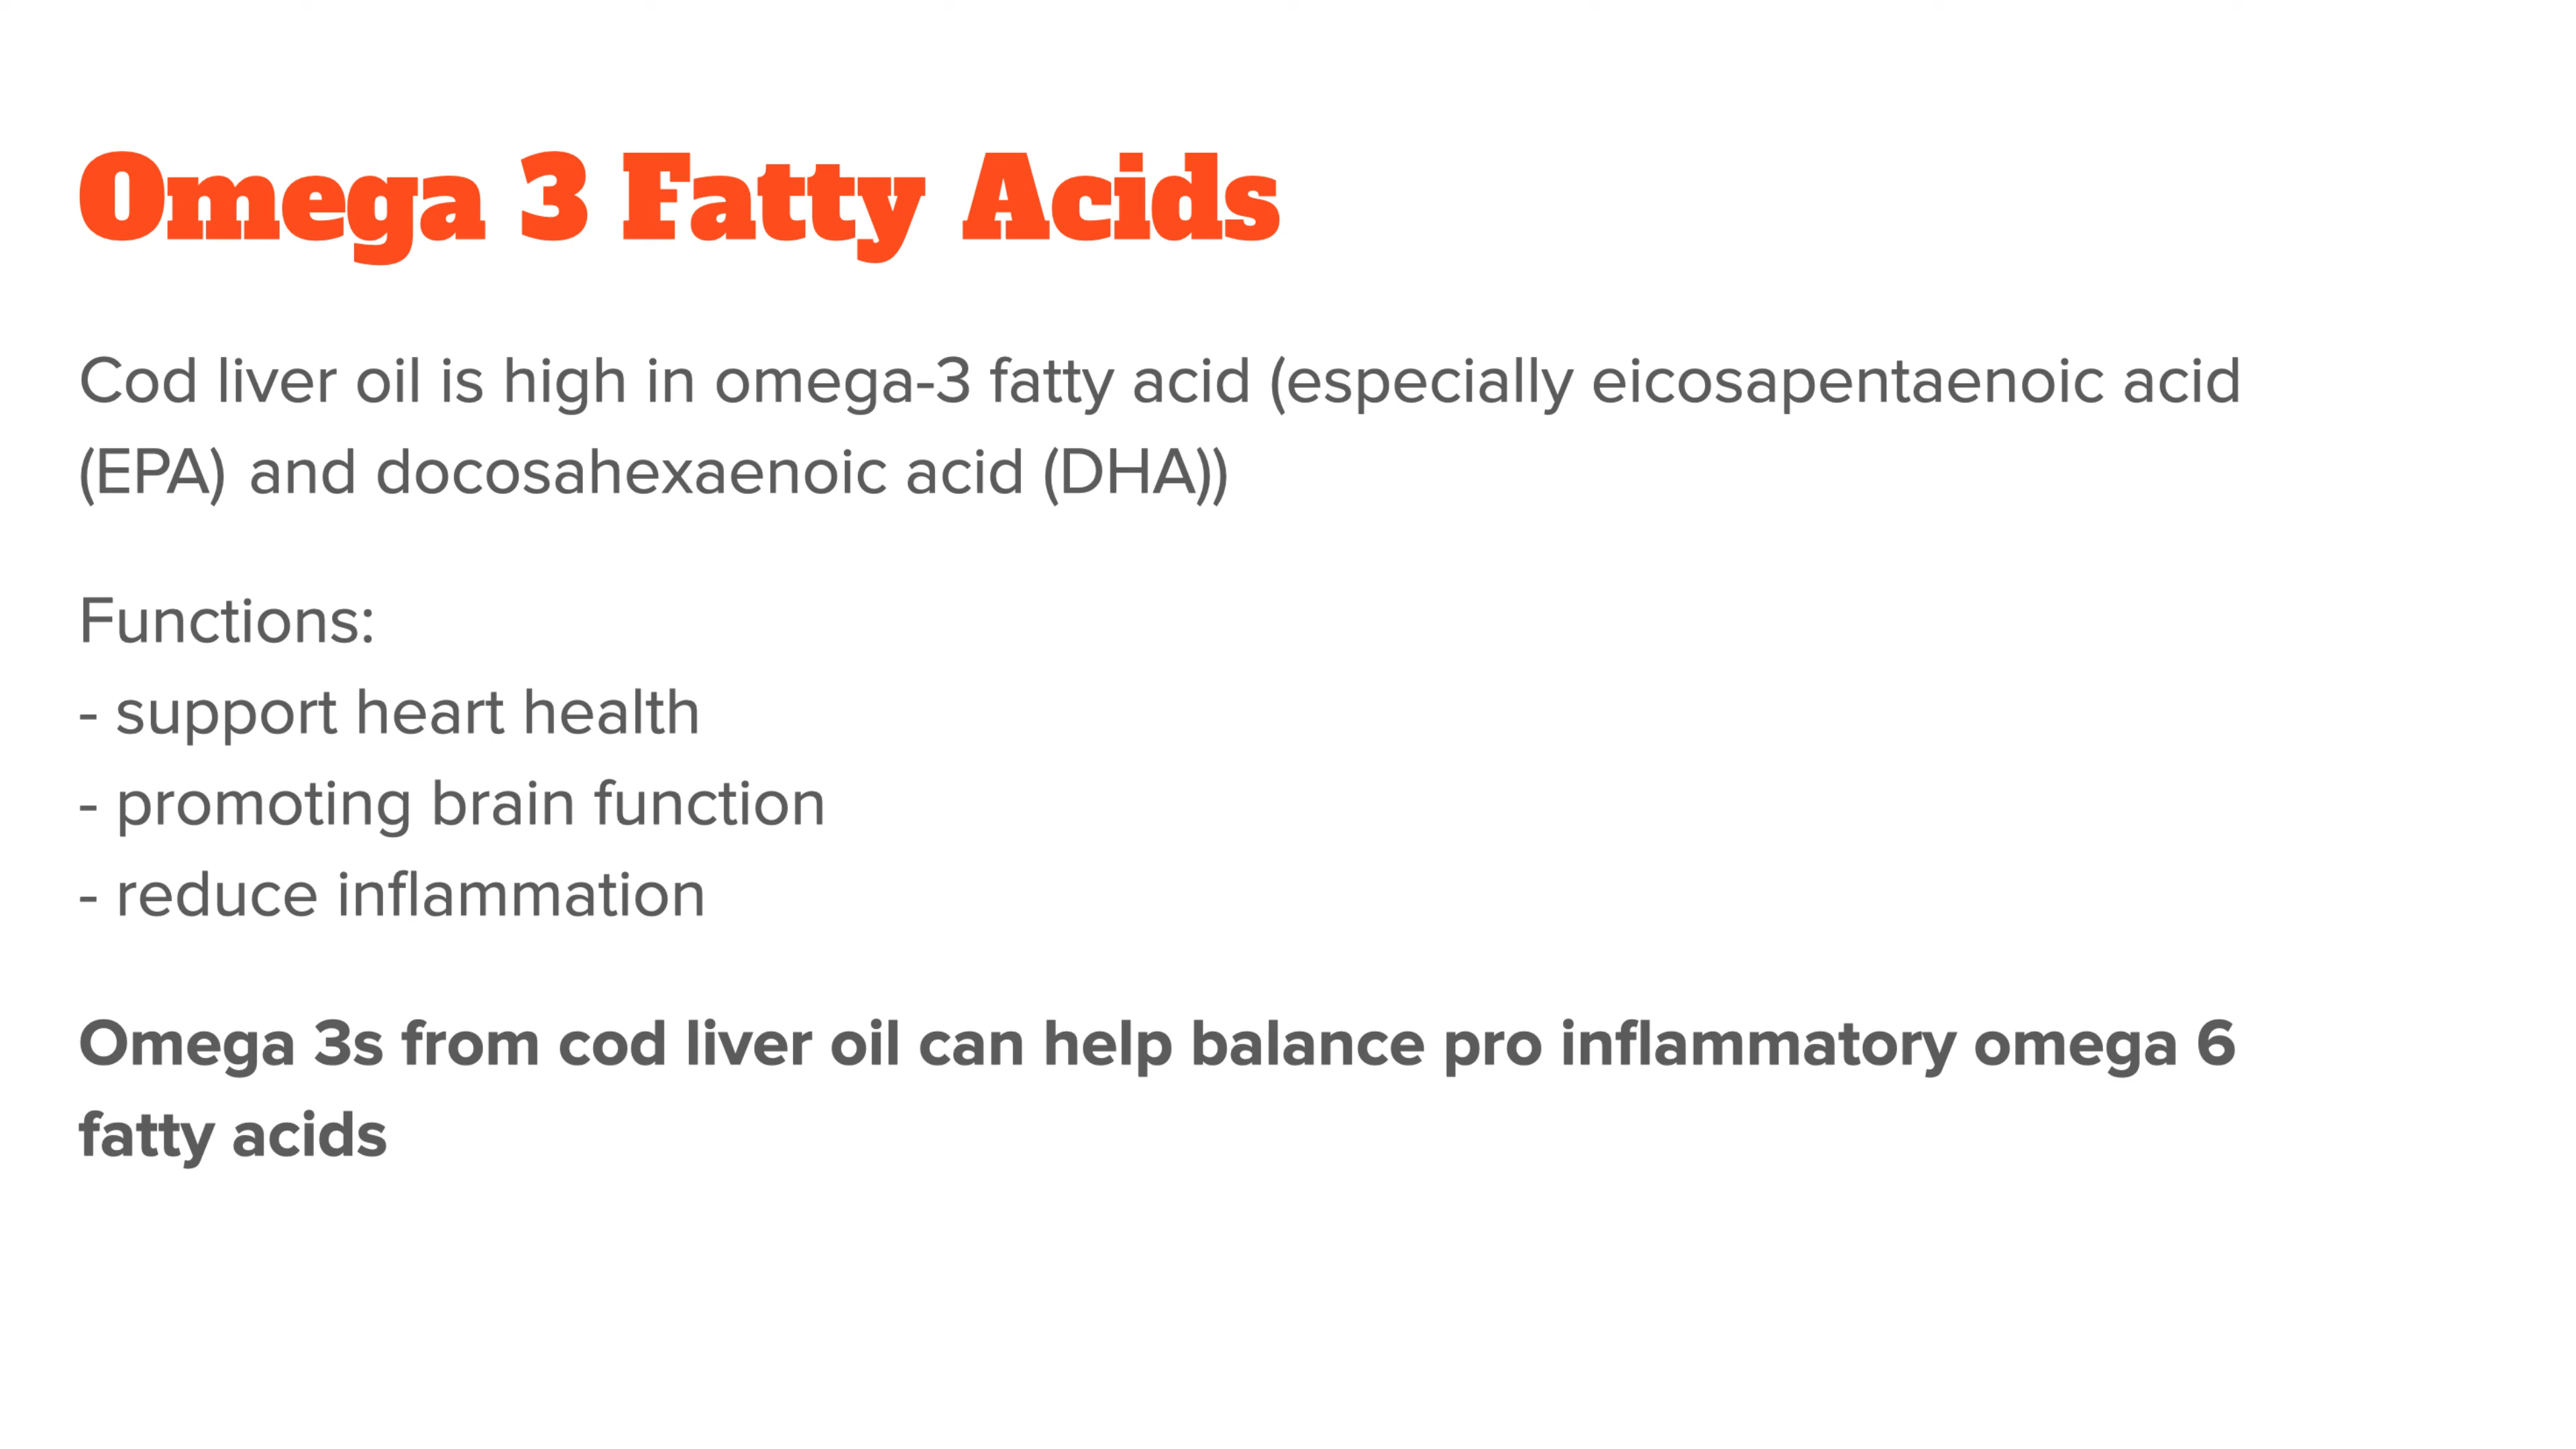 Omega 3 Fatty Acids
Cod liver oil is high in omega-3 fatty acid (especially eicosapentaenoic acid
(EPA) and docosahexaenoic acid (DHA))
Functions:
- support heart health
- promoting brain function
- reduce inflammation
Omega 3s from cod liver oil can help balance pro inflammatory omega 6
fatty acids